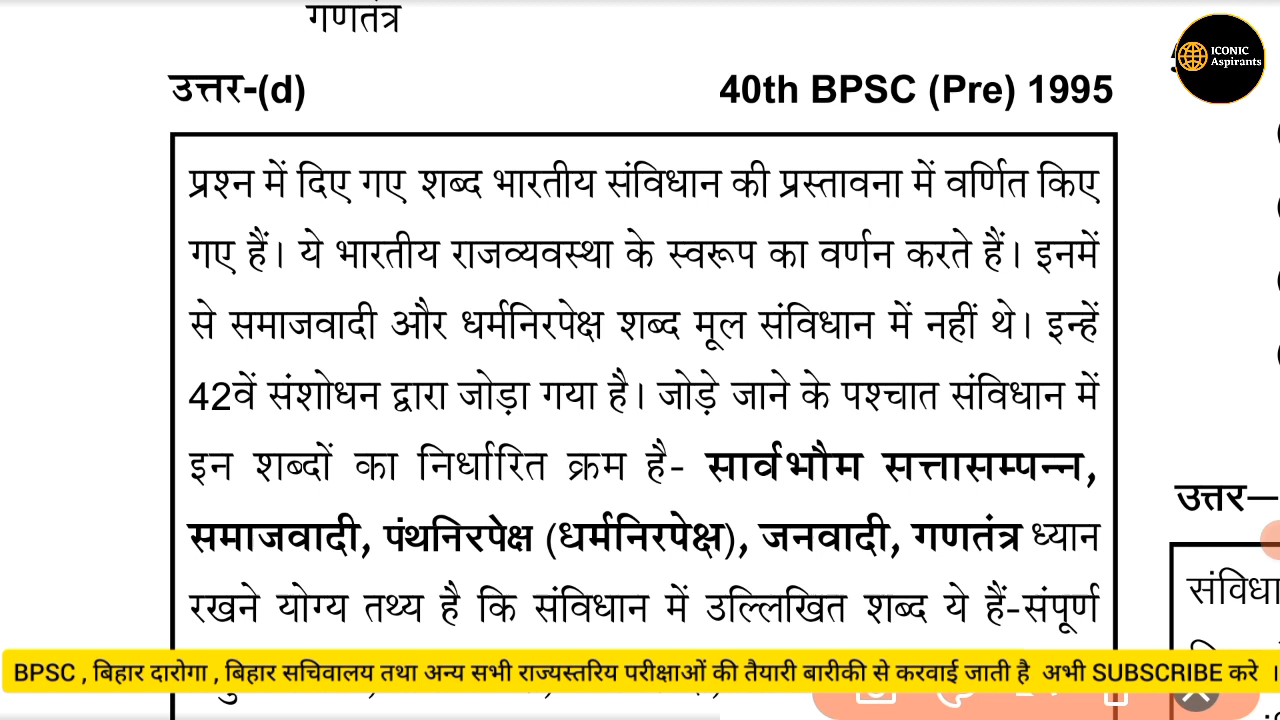 गणतंत्र
ICONIC
Aspirants
उत्तर-(d) 40th BPSC (Pre) 1995
प्रश्न में दिए गए शब्द भारतीय संविधान की प्रस्तावना में वर्णित किए
गए हैं। ये भारतीय राजव्यवस्था के स्वरूप का वर्णन करते हैं। इनमें
से समाजवादी और धर्मनिरपेक्ष शब्द मूल संविधान में नहीं थे। इन्हें
42वें संशोधन द्वारा जोड़ा गया है। जोड़े जाने के पश्चात संविधान में
इन शब्दों का निर्धारित क्रम है- सार्वभौम सत्तासम्पन्न,
समाजवादी, पंथनिरपेक्ष (धर्मनिरपेक्ष), जनवादी, गणतंत्र ध्यान
रखने योग्य तथ्य है कि संविधान में उल्लिखित शब्द ये हैं-संपूर्ण
उत्तर—
BPSC , बिहार दारोगा , बिहार सचिवालय तथा अन्य सभी राज्यस्तरिय परीक्षाओं की तैयारी बारीकी से करवाई जाती है अभी SUBSCRIBE करे ।